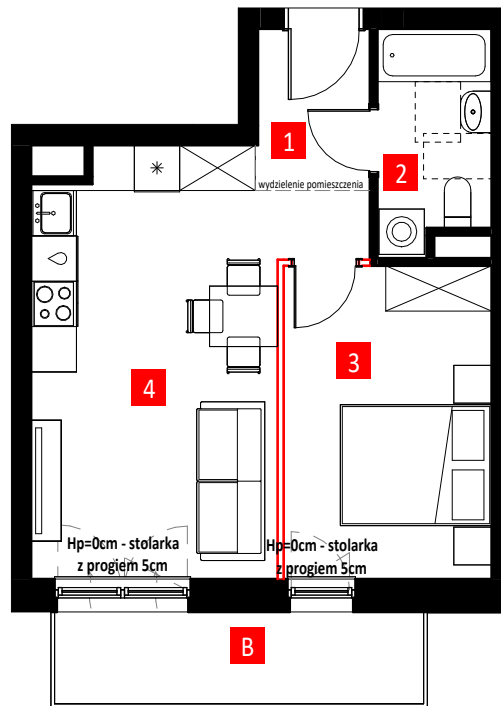 1
2
wydzielenie pomieszczenia
3
4
Hp=0cm - stolarka
z progiem 5cm
Hp=0cm - stolarka
z progiem 5cm
B